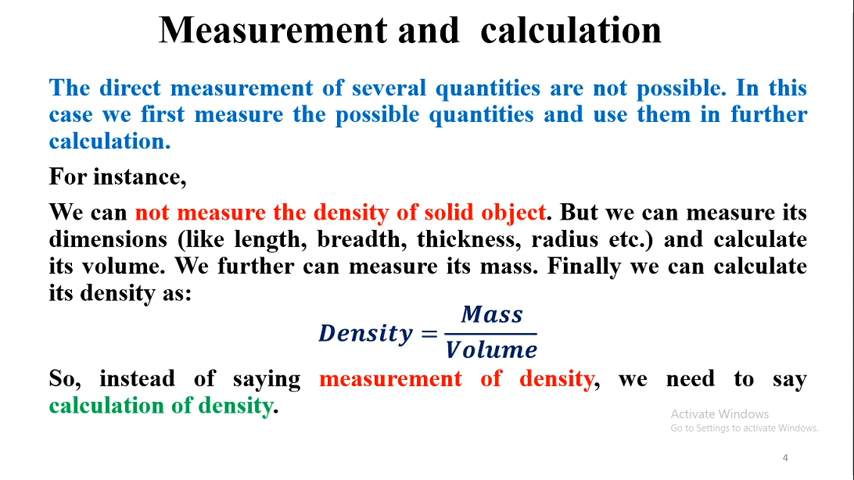 Measurement and calculation
The direct measurement of several quantities are not possible. In this
case we first measure the possible quantities and use them in further
calculation.
For instance,
We can not measure the density of solid object. But we can measure its
dimensions (like length, breadth, thickness, radius etc.) and calculate
its volume. We further can measure its mass. Finally we can calculate
its density as:
Density = Mass / Volume
So, instead of saying measurement of density, we need to say
calculation of density.
Activate Windows
Go to Settings to activate Windows.
4